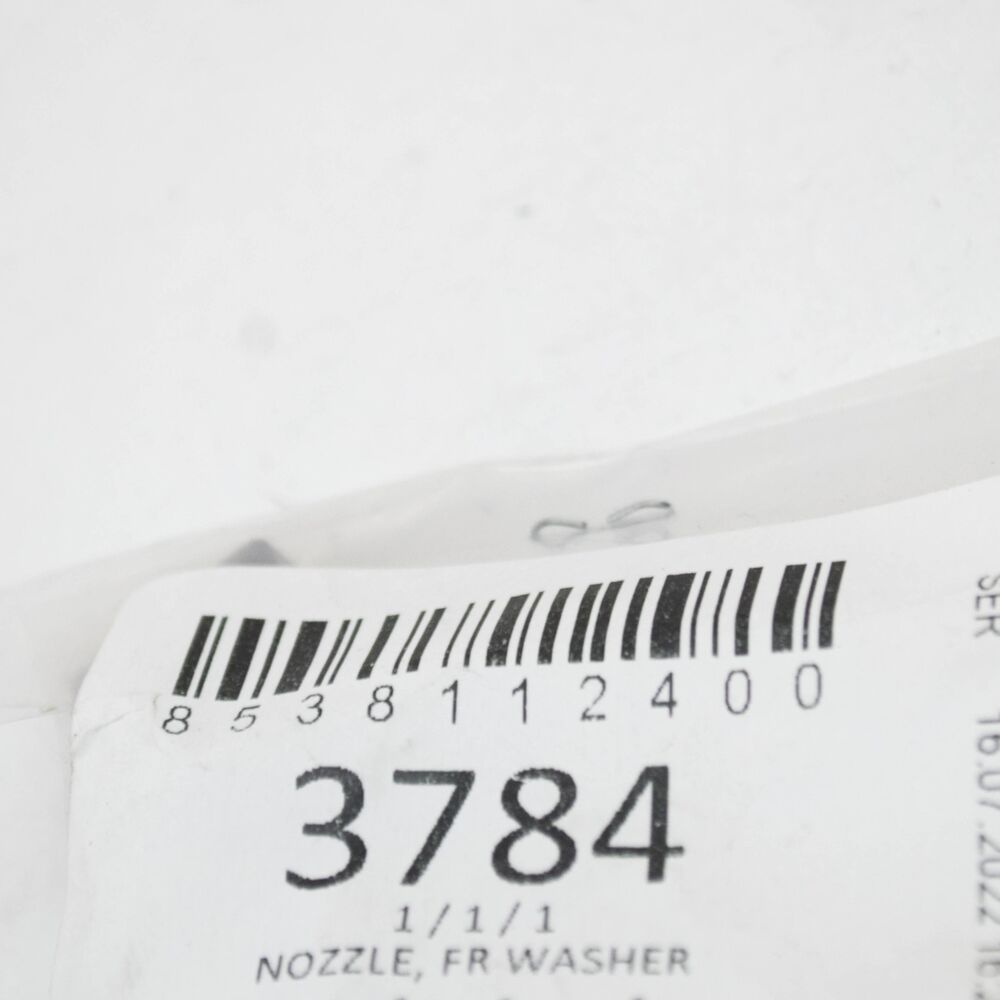 8538112400
3784
1/1/1
NOZZLE, FR WASHER
SER 16.07.2022